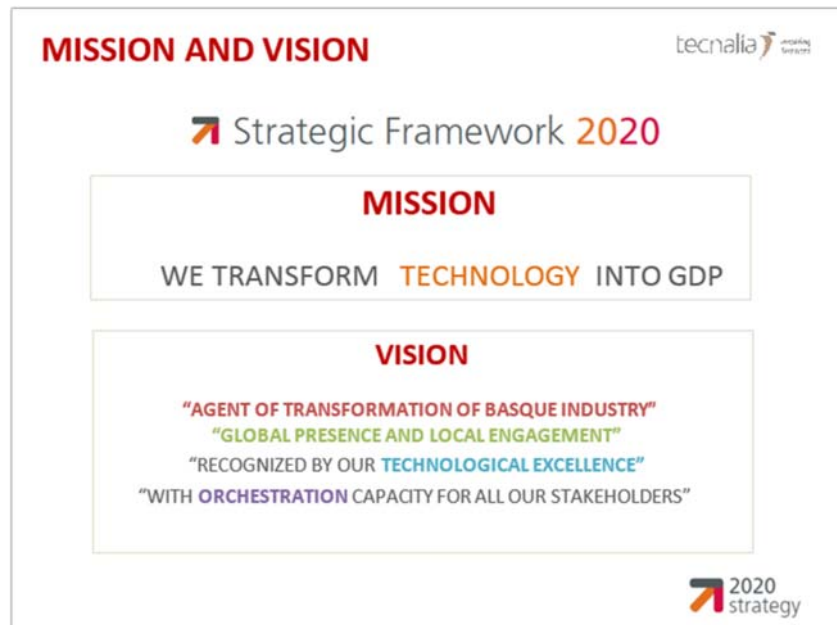 MISSION AND VISION
tecnalia
Strategic Framework 2020
MISSION
WE TRANSFORM TECHNOLOGY INTO GDP
VISION
“AGENT OF TRANSFORMATION OF BASQUE INDUSTRY”
“GLOBAL PRESENCE AND LOCAL ENGAGEMENT”
“RECOGNIZED BY OUR TECHNOLOGICAL EXCELLENCE”
“WITH ORCHESTRATION CAPACITY FOR ALL OUR STAKEHOLDERS”
2020
strategy